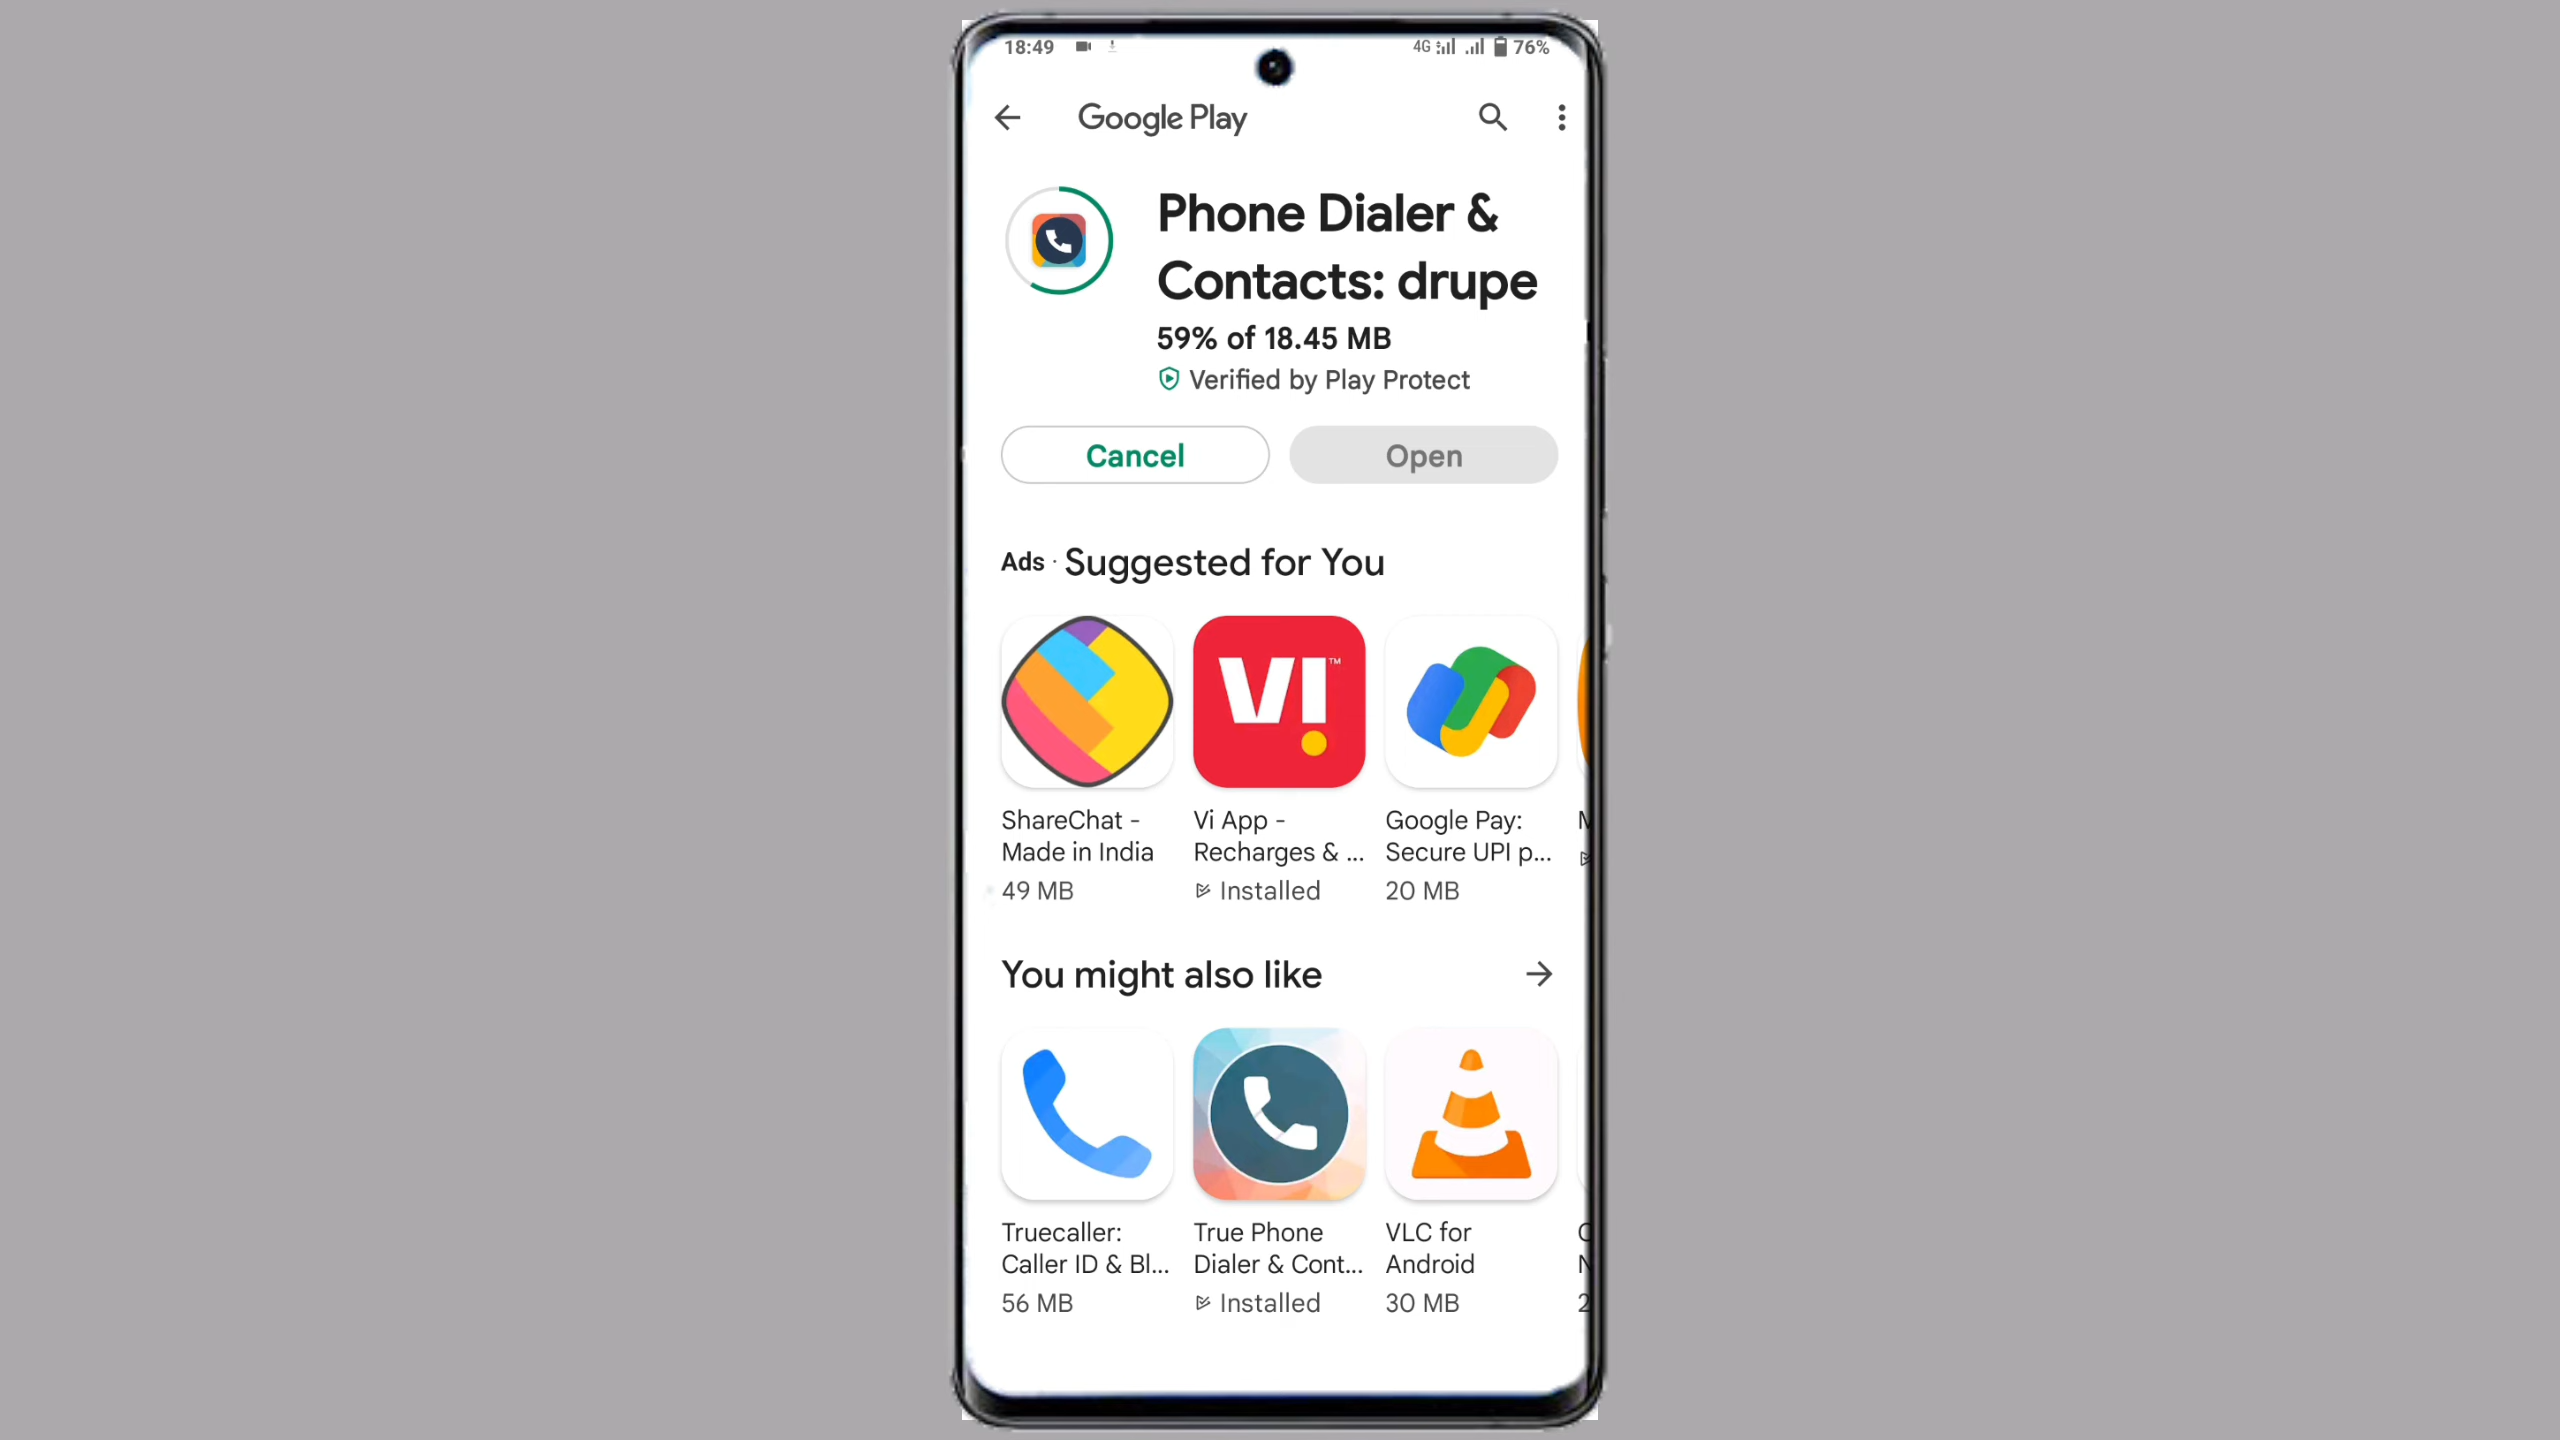 18:49 4G 76%
Google Play
Phone Dialer &
Contacts: drupe
59% of 18.45 MB
Verified by Play Protect
Cancel Open
Ads · Suggested for You
VI™
ShareChat -
Made in India
49 MB
Vi App -
Recharges & ...
Installed
Google Pay:
Secure UPI p...
20 MB
You might also like
Truecaller:
Caller ID & Bl...
56 MB
True Phone
Dialer & Cont...
Installed
VLC for
Android
30 MB